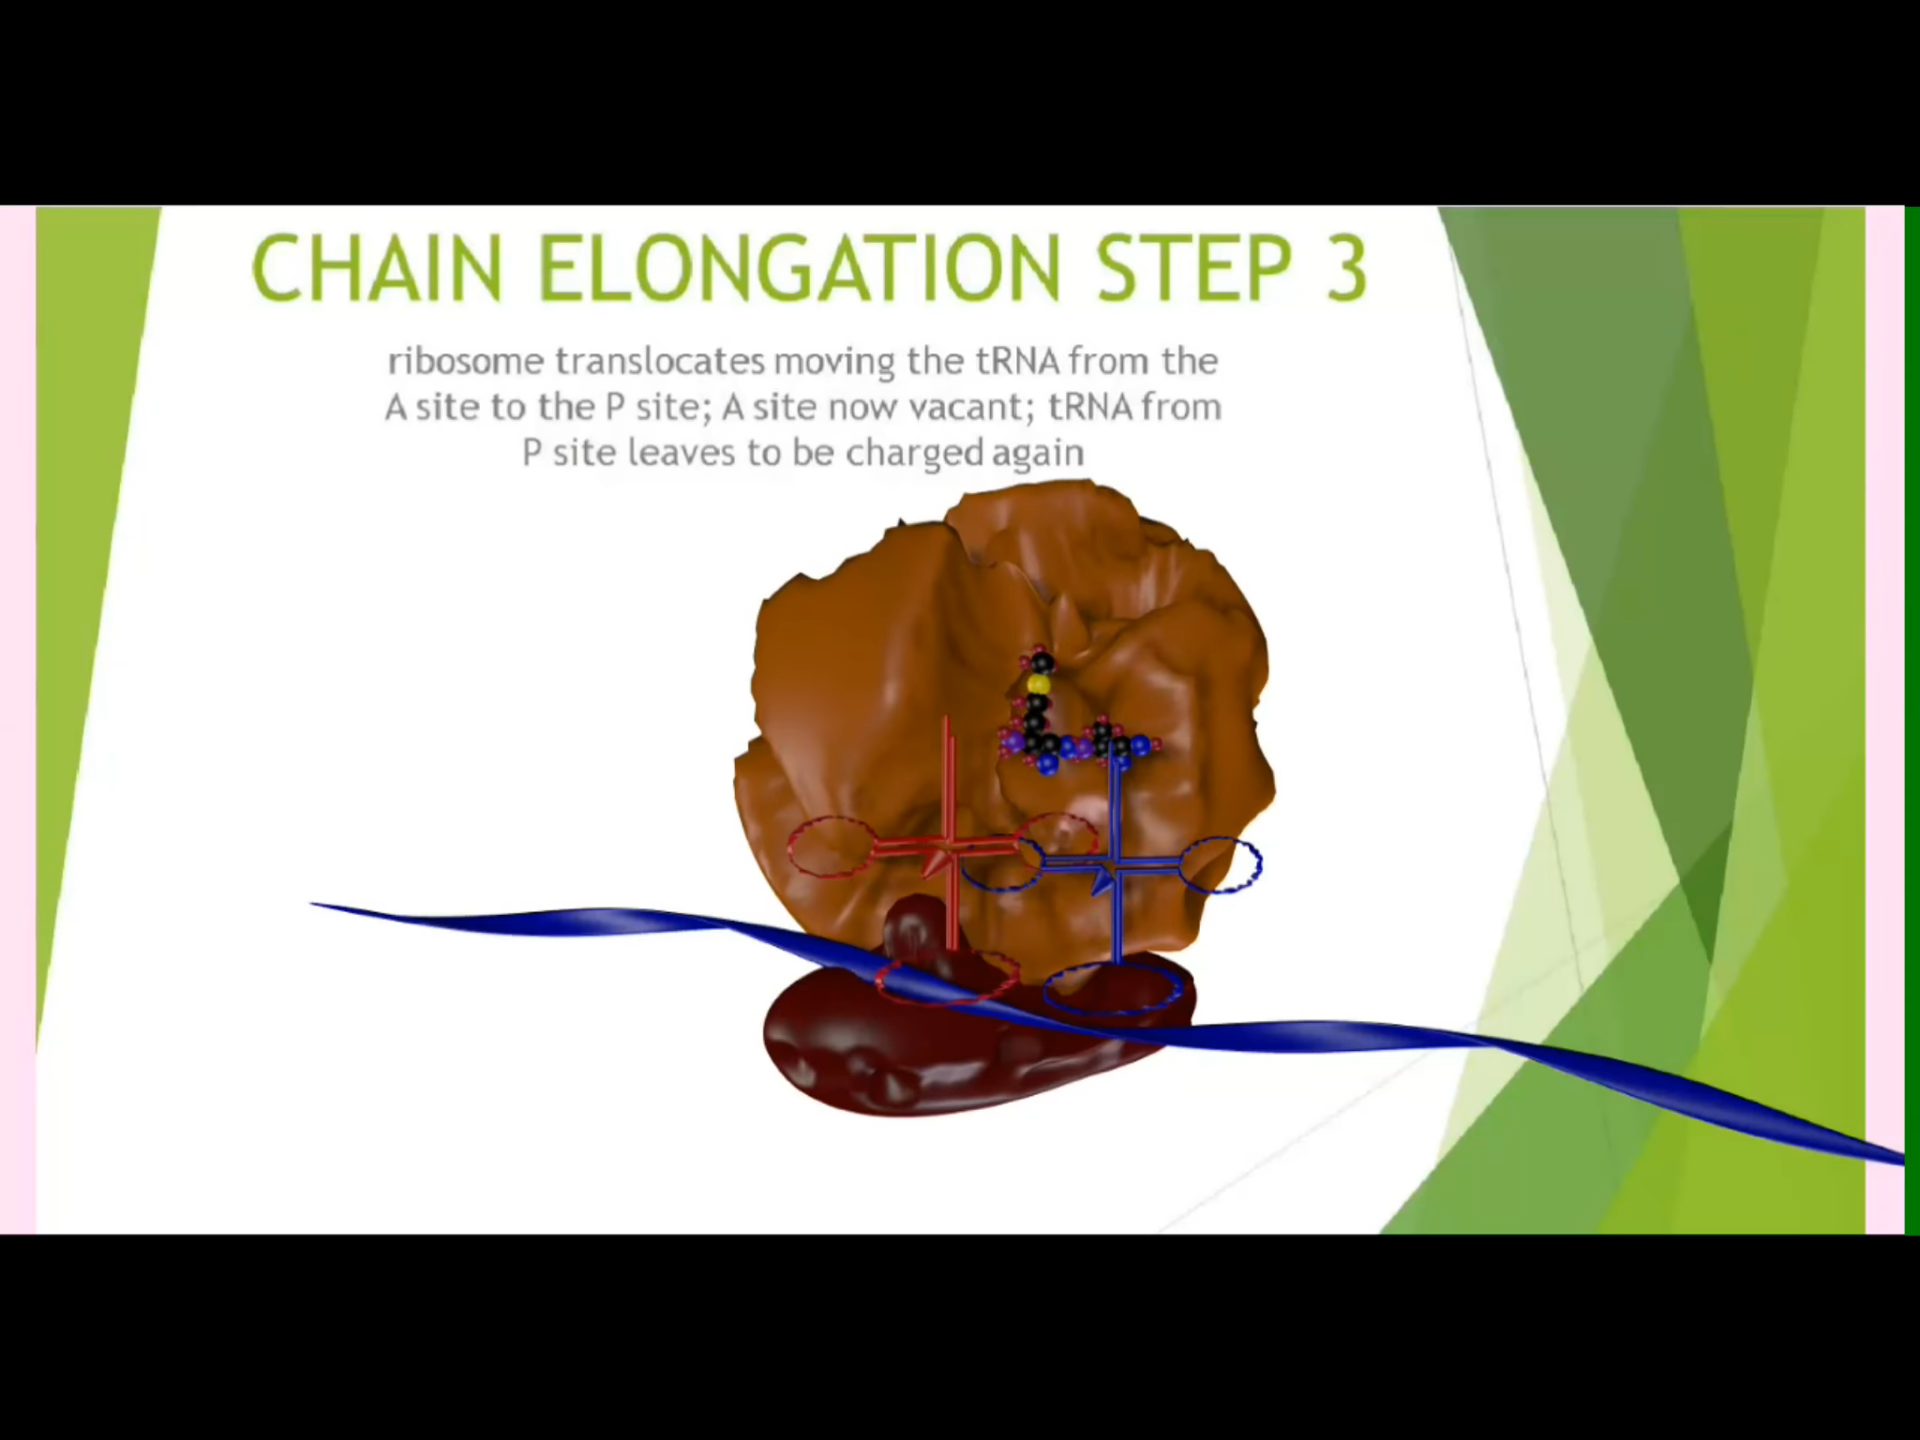 CHAIN ELONGATION STEP 3
ribosome translocates moving the tRNA from the
A site to the P site; A site now vacant; tRNA from
P site leaves to be charged again